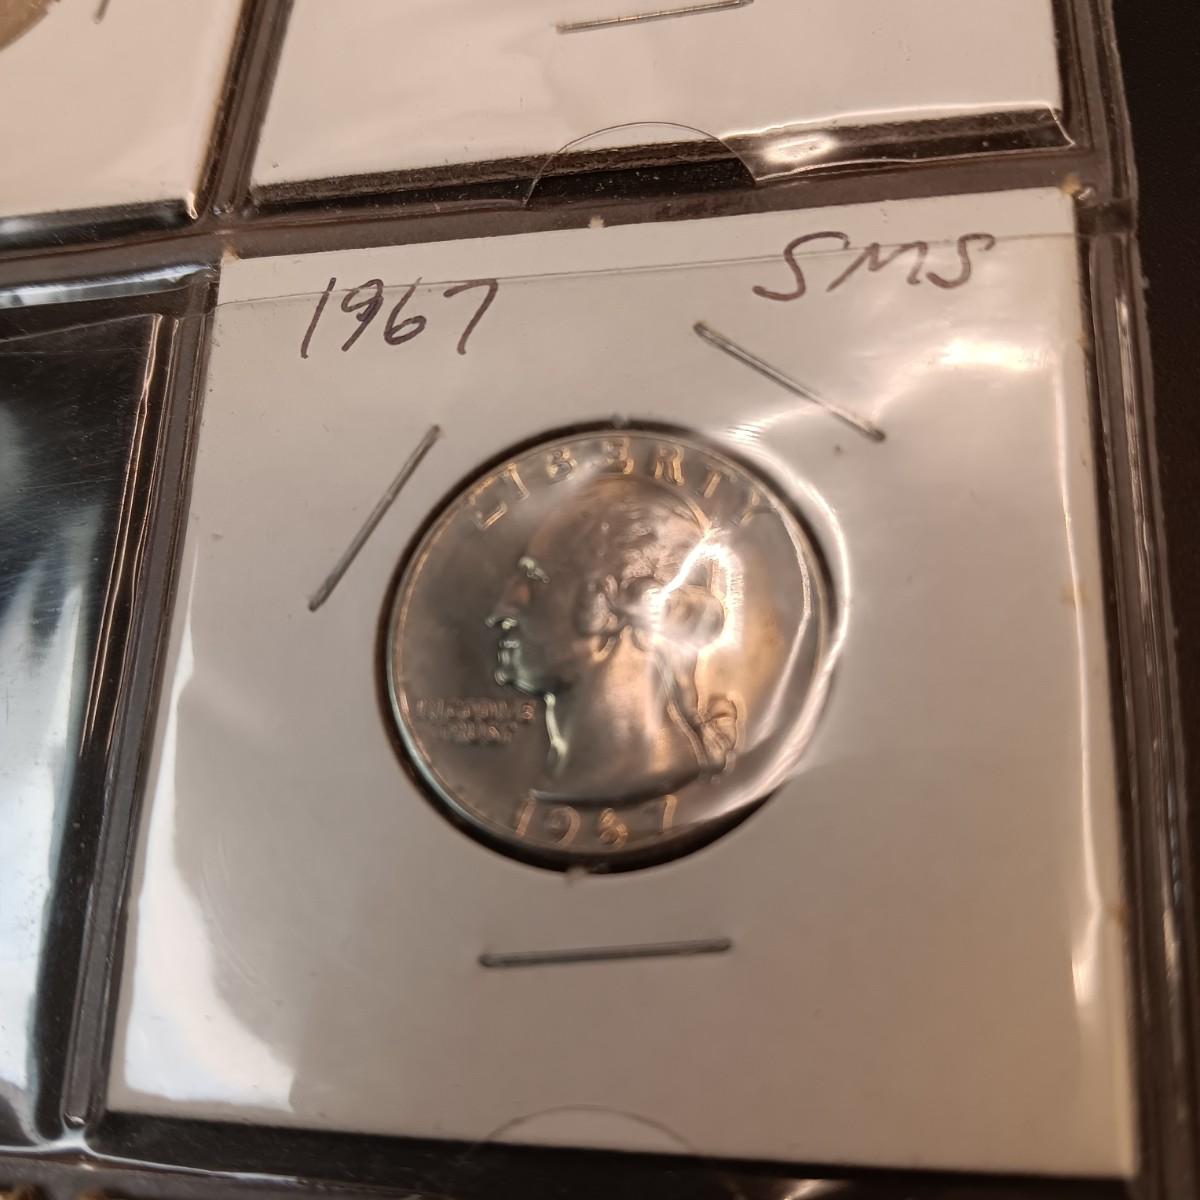 1967 SMS
LIBERTY
IN GOD WE
TRUST
1967